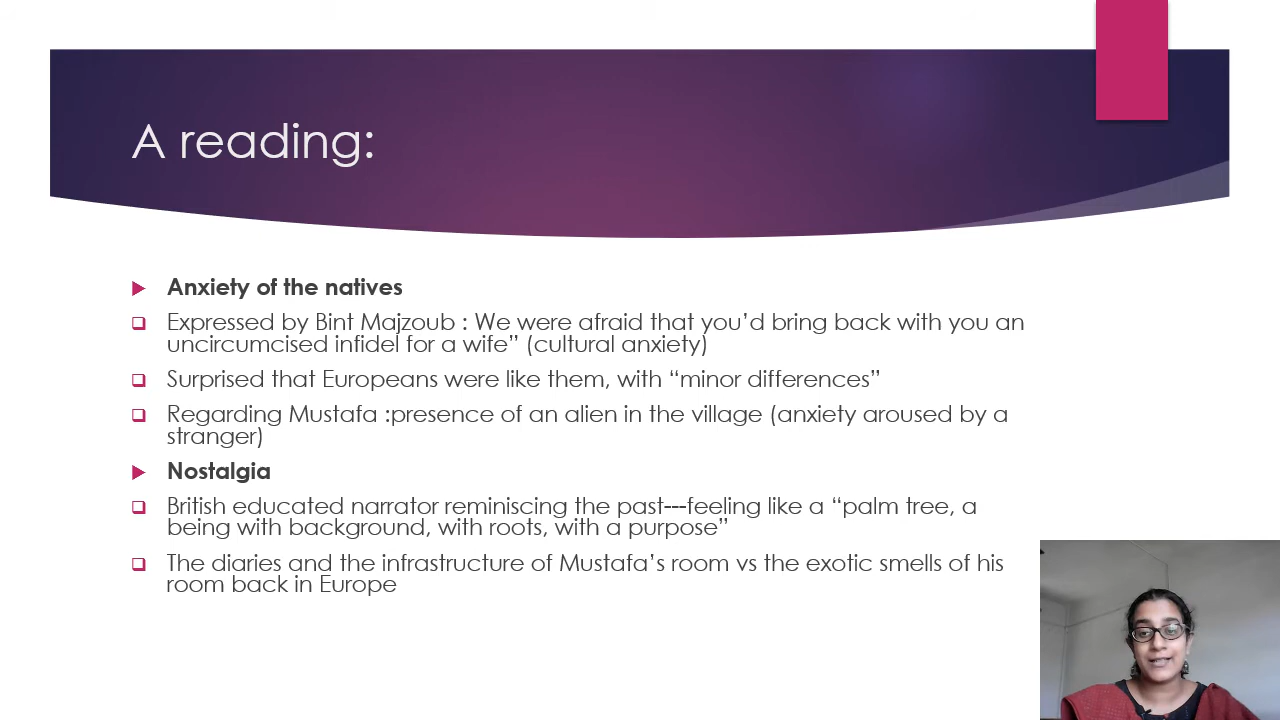 A reading:
Anxiety of the natives
Expressed by Bint Majzoub : We were afraid that you’d bring back with you an
uncircumcised infidel for a wife” (cultural anxiety)
Surprised that Europeans were like them, with “minor differences”
Regarding Mustafa :presence of an alien in the village (anxiety aroused by a
stranger)
Nostalgia
British educated narrator reminiscing the past---feeling like a “palm tree, a
being with background, with roots, with a purpose”
The diaries and the infrastructure of Mustafa’s room vs the exotic smells of his
room back in Europe